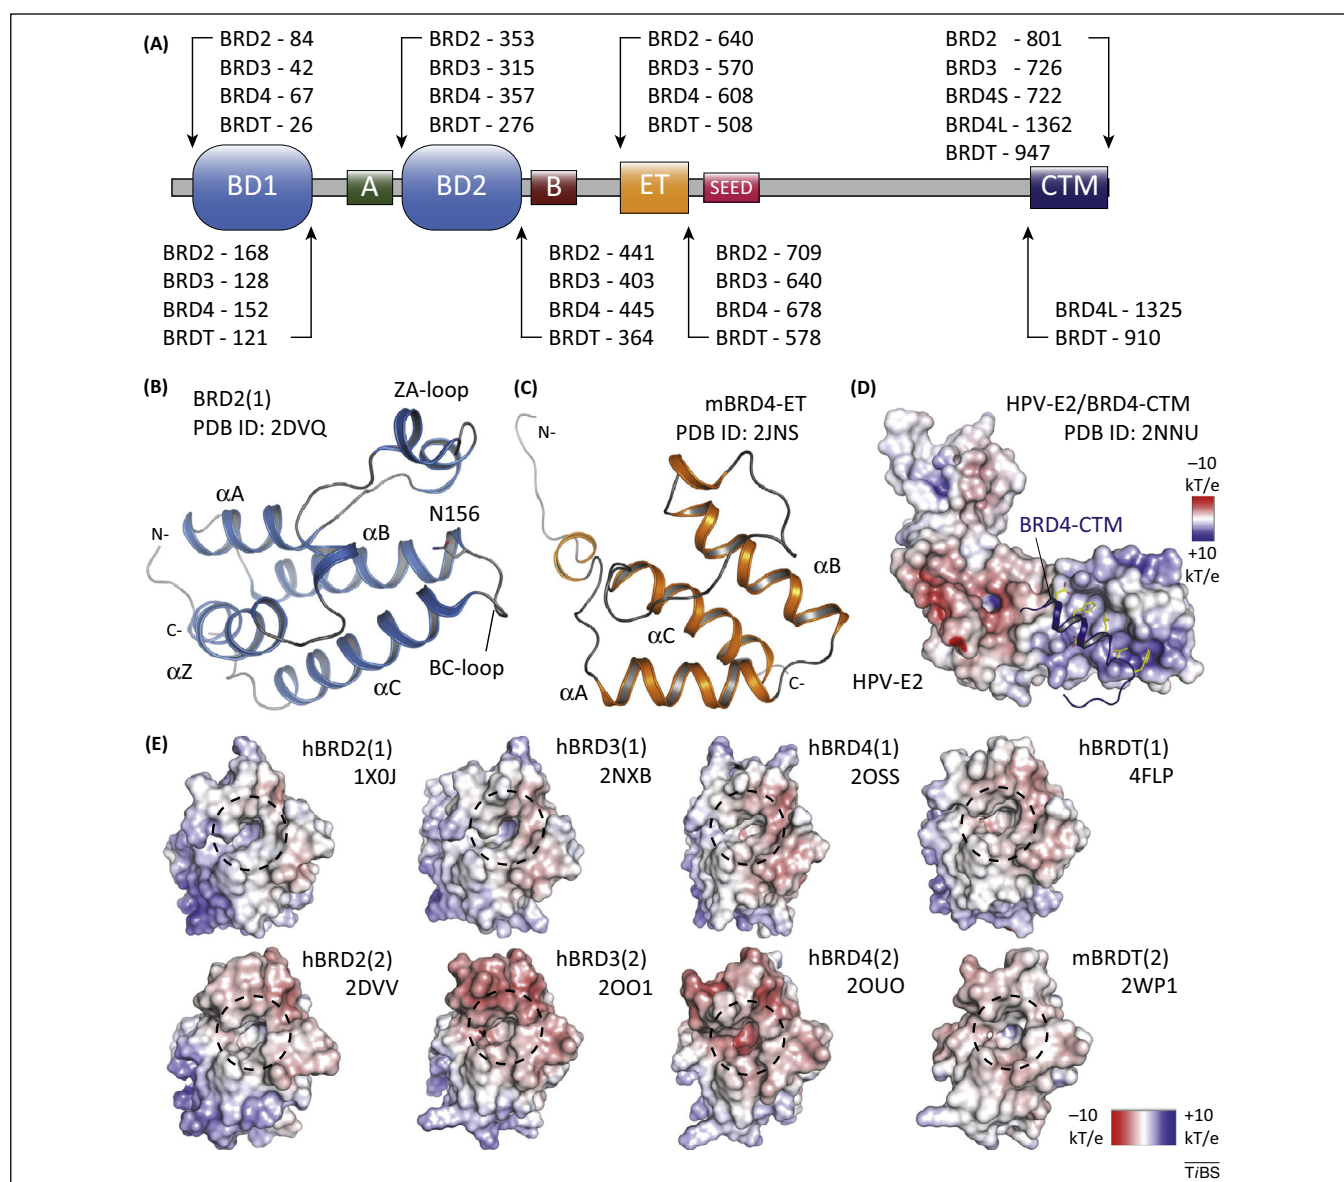 (A)
BRD2 - 84
BRD3 - 42
BRD4 - 67
BRDT - 26
BRD2 - 353
BRD3 - 315
BRD4 - 357
BRDT - 276
BRD2 - 640
BRD3 - 570
BRD4 - 608
BRDT - 508
BRD2 - 801
BRD3 - 726
BRD4S - 722
BRD4L - 1362
BRDT - 947
BD1 A BD2 B ET SEED CTM
BRD2 - 168
BRD3 - 128
BRD4 - 152
BRDT - 121
BRD2 - 441
BRD3 - 403
BRD4 - 445
BRDT - 364
BRD2 - 709
BRD3 - 640
BRD4 - 678
BRDT - 578
BRD4L - 1325
BRDT - 910
(B)
BRD2(1)
PDB ID: 2DVQ
ZA-loop
αA
N-
αB
N156
C-
αZ
αC
BC-loop
(C)
mBRD4-ET
PDB ID: 2JNS
N-
αB
αC
αA
C-
(D)
HPV-E2/BRD4-CTM
PDB ID: 2NNU
–10
kT/e
+10
kT/e
BRD4-CTM
HPV-E2
(E)
hBRD2(1)
1X0J
hBRD3(1)
2NXB
hBRD4(1)
2OSS
hBRDT(1)
4FLP
hBRD2(2)
2DVV
hBRD3(2)
2OO1
hBRD4(2)
2OUO
mBRDT(2)
2WP1
–10
kT/e
+10
kT/e
TiBS